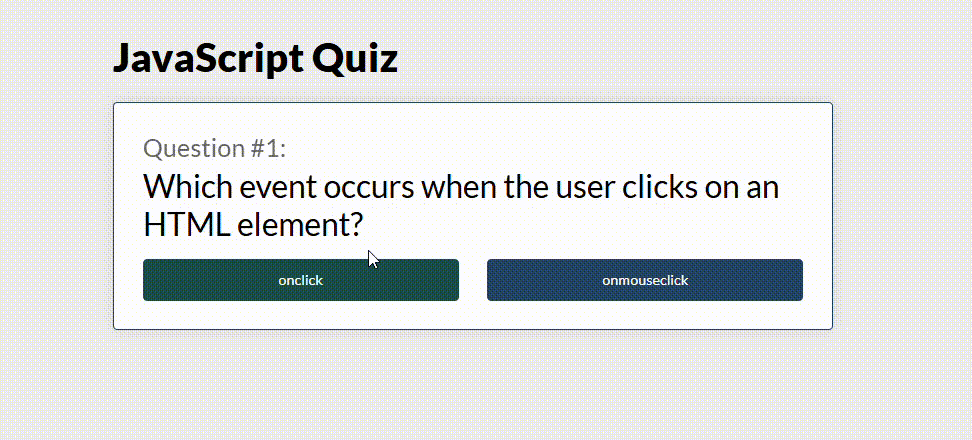 JavaScript Quiz
Question #1:
Which event occurs when the user clicks on an
HTML element?
onclick
onmouseclick